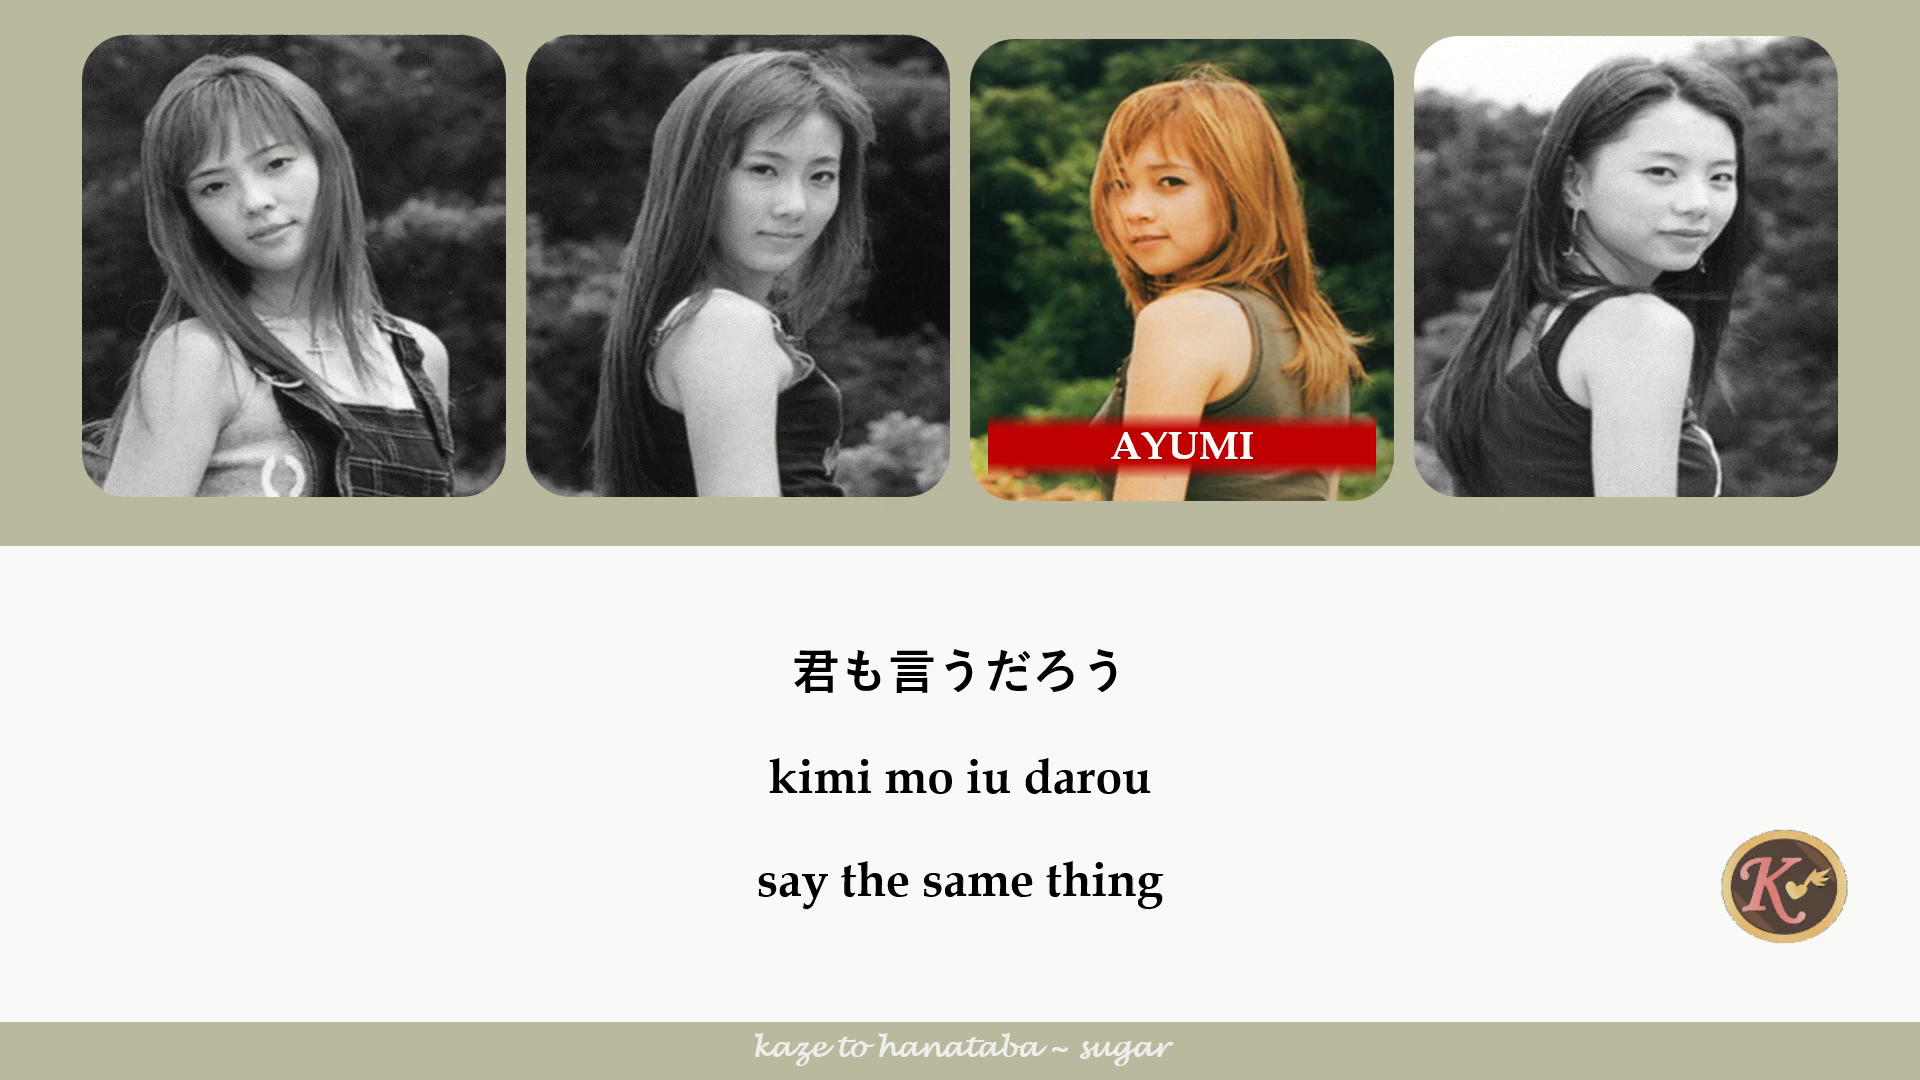 AYUMI
君も言うだろう
kimi mo iu darou
say the same thing
K
kaze to hanataba ~ sugar